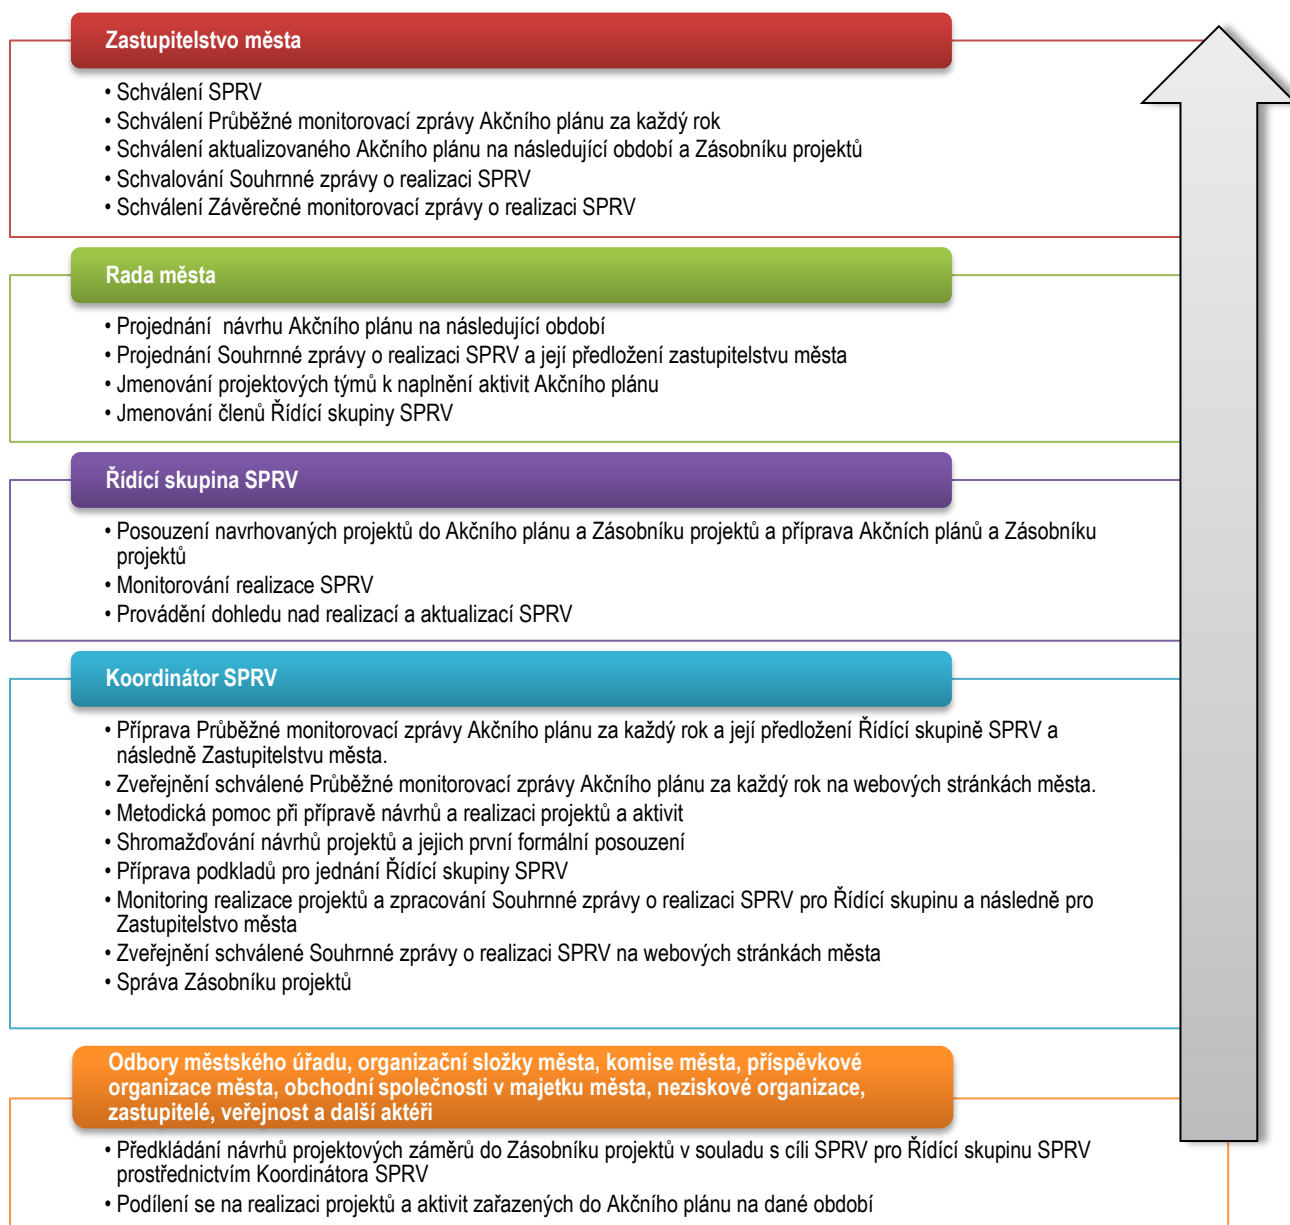 Zastupitelstvo města
• Schválení SPRV
• Schválení Průběžné monitorovací zprávy Akčního plánu za každý rok
• Schválení aktualizovaného Akčního plánu na následující období a Zásobníku projektů
• Schvalování Souhrnné zprávy o realizaci SPRV
• Schválení Závěrečné monitorovací zprávy o realizaci SPRV
Rada města
• Projednání návrhu Akčního plánu na následující období
• Projednání Souhrnné zprávy o realizaci SPRV a její předložení zastupitelstvu města
• Jmenování projektových týmů k naplnění aktivit Akčního plánu
• Jmenování členů Řídící skupiny SPRV
Řídící skupina SPRV
• Posouzení navrhovaných projektů do Akčního plánu a Zásobníku projektů a příprava Akčních plánů a Zásobníku
projektů
• Monitorování realizace SPRV
• Provádění dohledu nad realizací a aktualizací SPRV
Koordinátor SPRV
• Příprava Průběžné monitorovací zprávy Akčního plánu za každý rok a její předložení Řídící skupině SPRV a
následně Zastupitelstvu města.
• Zveřejnění schválené Průběžné monitorovací zprávy Akčního plánu za každý rok na webových stránkách města.
• Metodická pomoc při přípravě návrhů a realizaci projektů a aktivit
• Shromažďování návrhů projektů a jejich první formální posouzení
• Příprava podkladů pro jednání Řídící skupiny SPRV
• Monitoring realizace projektů a zpracování Souhrnné zprávy o realizaci SPRV pro Řídící skupinu a následně pro
Zastupitelstvo města
• Zveřejnění schválené Souhrnné zprávy o realizaci SPRV na webových stránkách města
• Správa Zásobníku projektů
Odbory městského úřadu, organizační složky města, komise města, příspěvkové
organizace města, obchodní společnosti v majetku města, neziskové organizace,
zastupitelé, veřejnost a další aktéři
• Předkládání návrhů projektových záměrů do Zásobníku projektů v souladu s cíli SPRV pro Řídící skupinu SPRV
prostřednictvím Koordinátora SPRV
• Podílení se na realizaci projektů a aktivit zařazených do Akčního plánu na dané období